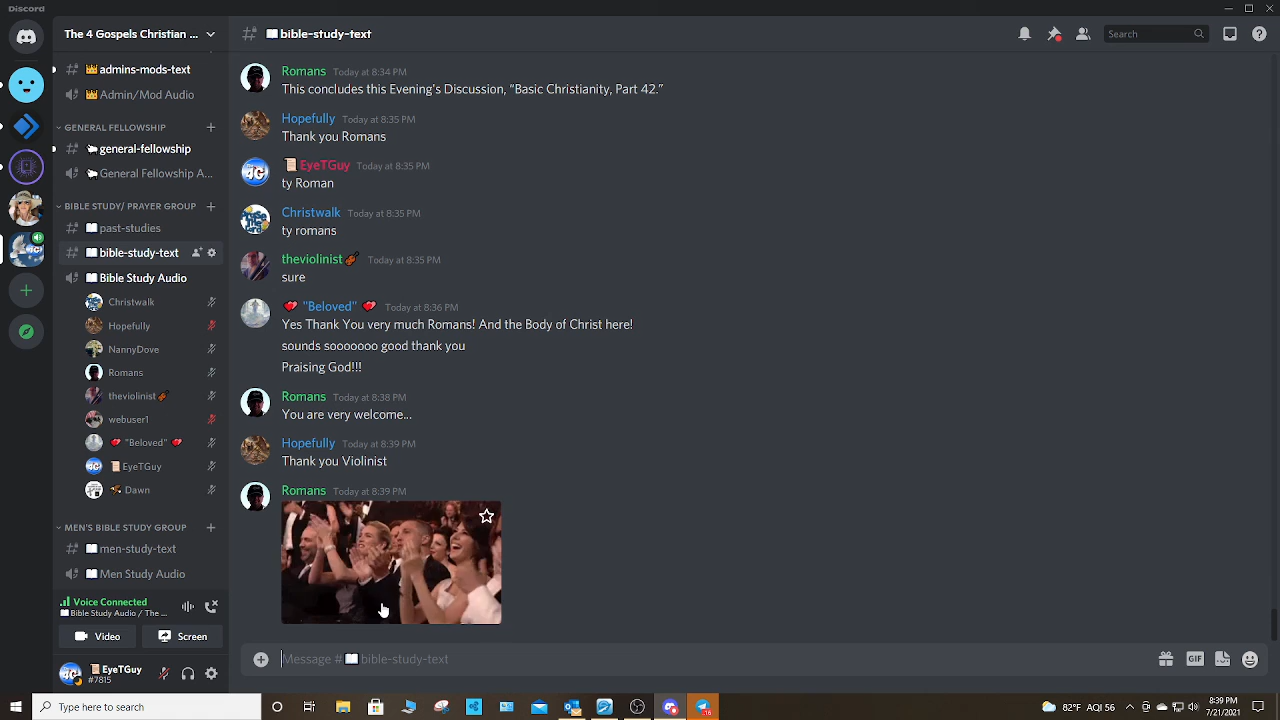 Discord
The 4 Gospels Christian ...
bible-study-text
Search
admins-mods-text
Admin/Mod Audio
GENERAL FELLOWSHIP
general-fellowship
General Fellowship A...
BIBLE STUDY/ PRAYER GROUP
past-studies
bible-study-text
Bible Study Audio
Christwalk
Hopefully
NannyDove
Romans
theviolinist
webuser1
"Beloved"
EyeTGuy
Dawn
MEN'S BIBLE STUDY GROUP
men-study-text
Men Study Audio
Voice Connected
Bible Study Audio / The ...
Video
Screen
EyeTGuy
#7815
Romans Today at 8:34 PM
This concludes this Evening's Discussion, "Basic Christianity, Part 42."
Hopefully Today at 8:35 PM
Thank you Romans
EyeTGuy Today at 8:35 PM
ty Roman
Christwalk Today at 8:35 PM
ty romans
theviolinist Today at 8:35 PM
sure
"Beloved" Today at 8:36 PM
Yes Thank You very much Romans! And the Body of Christ here!
sounds sooooooo good thank you
Praising God!!!
Romans Today at 8:38 PM
You are very welcome...
Hopefully Today at 8:39 PM
Thank you Violinist
Romans Today at 8:39 PM
Message # bible-study-text
GIF
Type here to search
82°F AQI 59
8:39 PM
7/21/2021